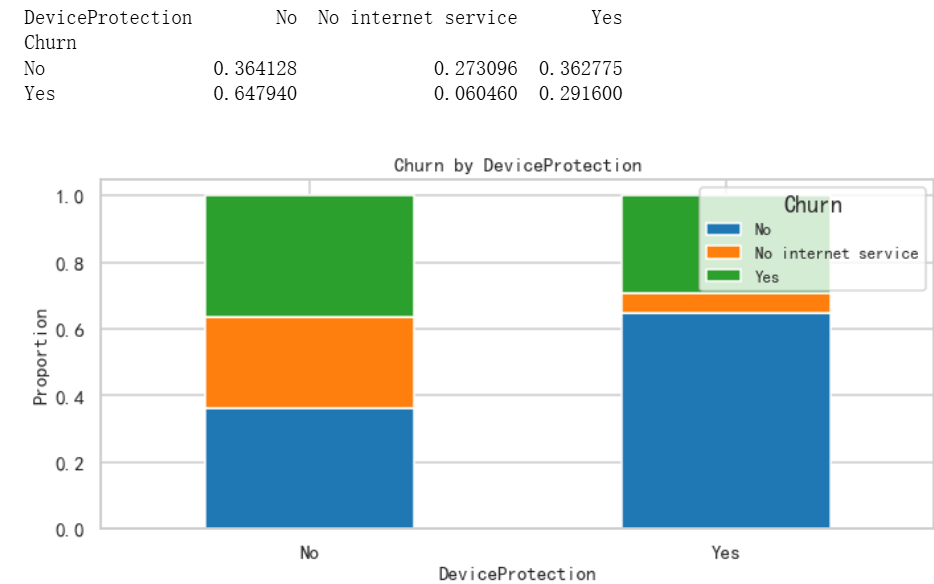 DeviceProtection No No internet service Yes
Churn
No 0.364128 0.273096 0.362775
Yes 0.647940 0.060460 0.291600
Churn by DeviceProtection
Churn
No
No internet service
Yes
Proportion
1.0
0.8
0.6
0.4
0.2
0.0
No Yes
DeviceProtection